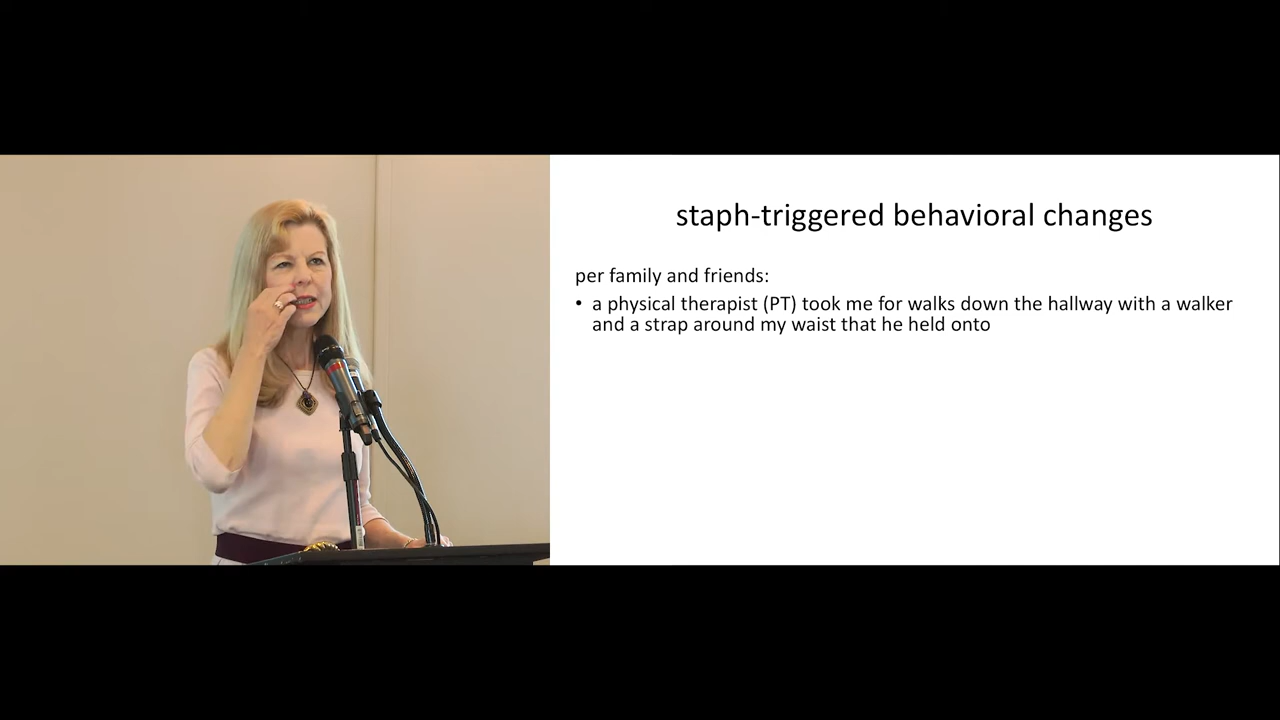 staph-triggered behavioral changes
per family and friends:
• a physical therapist (PT) took me for walks down the hallway with a walker
and a strap around my waist that he held onto